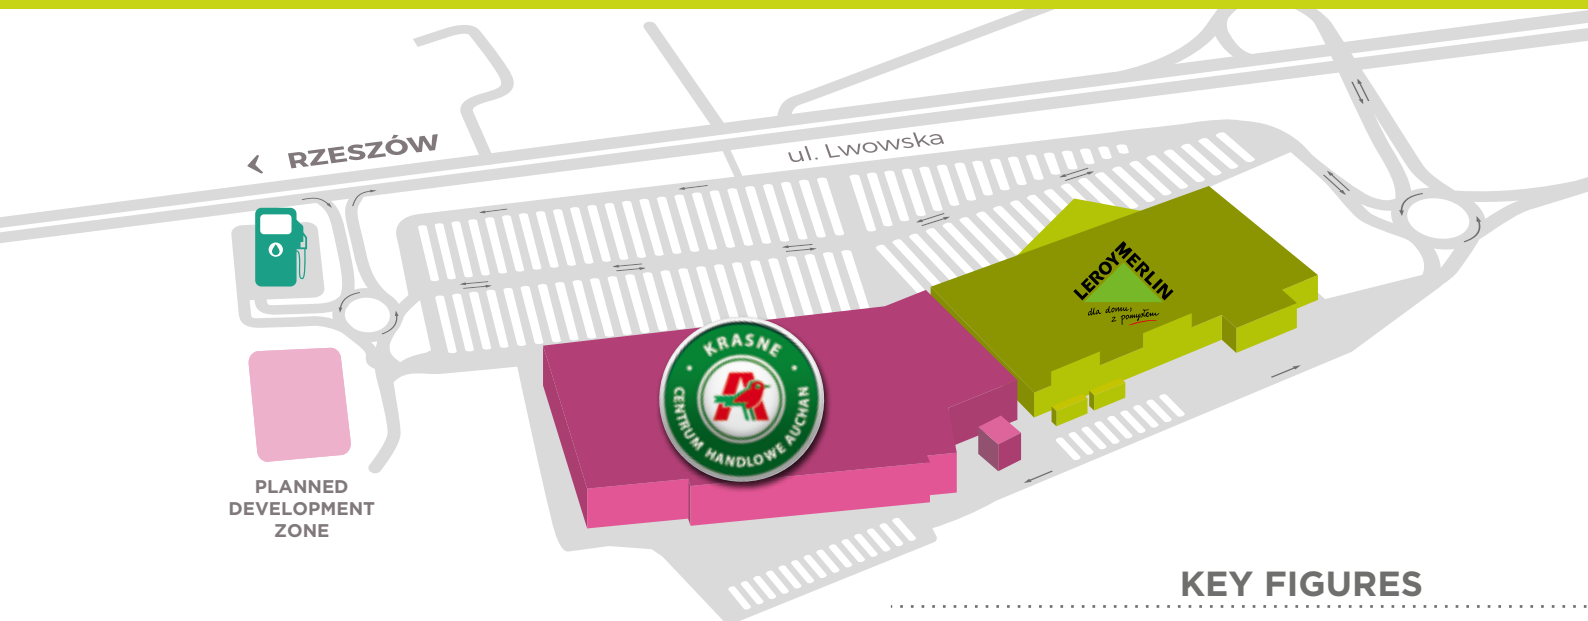 < RZESZÓW
ul. Lwowska
LEROY MERLIN
dla domu,
z pomysłem
KRASNE
CENTRUM HANDLOWE AUCHAN
A
PLANNED
DEVELOPMENT
ZONE
KEY FIGURES